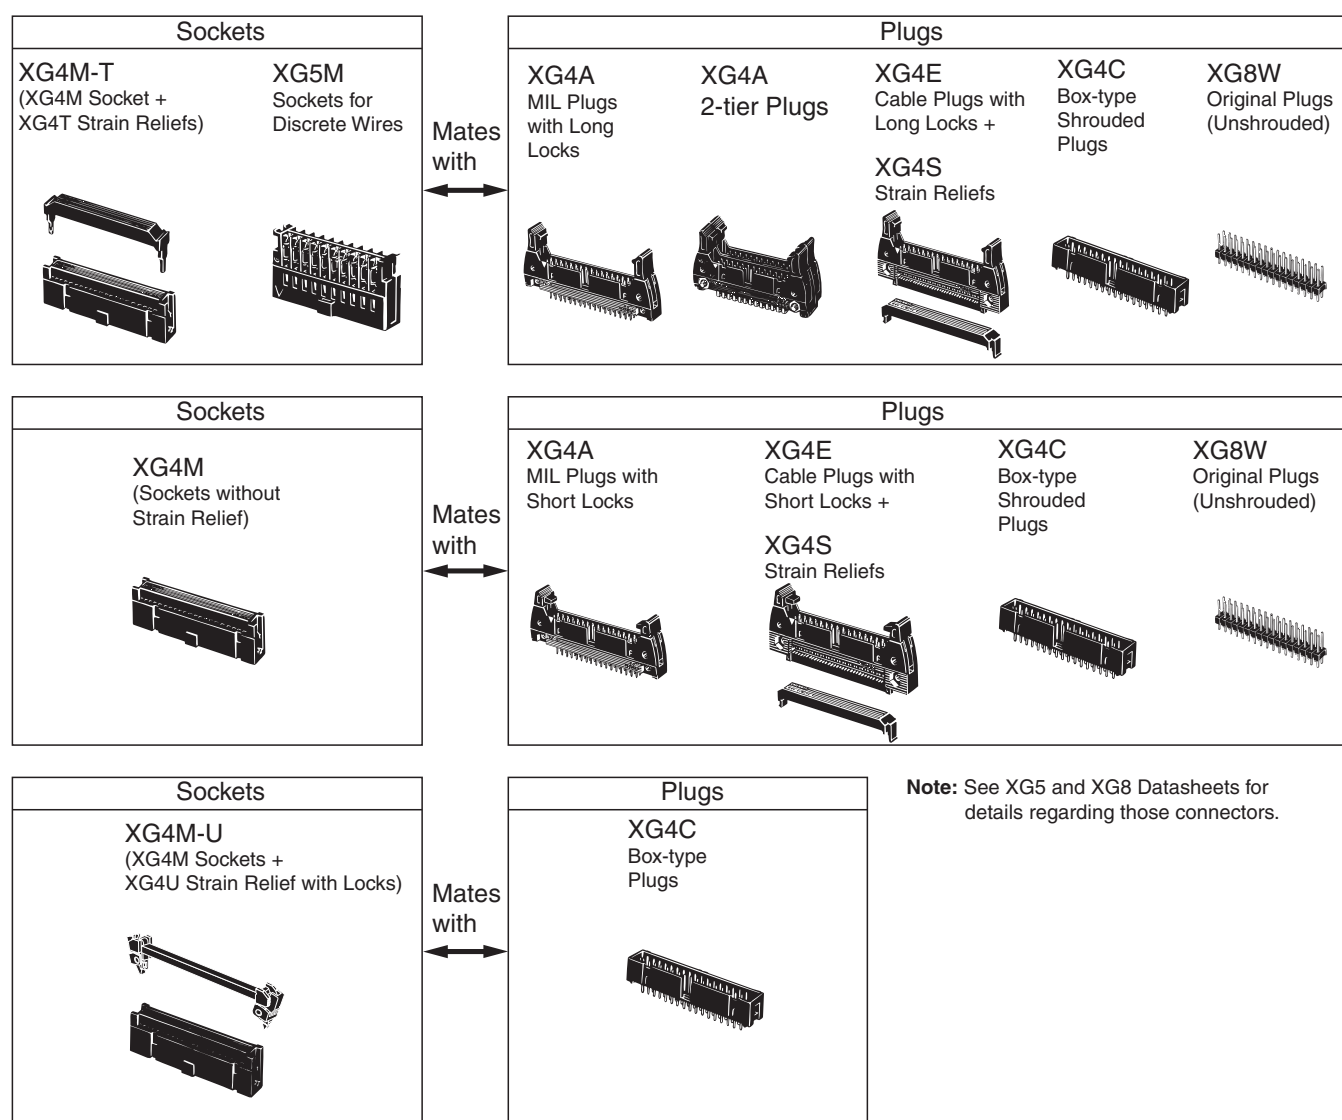 Sockets
XG4M-T
(XG4M Socket +
XG4T Strain Reliefs)
XG5M
Sockets for
Discrete Wires
Mates
with
Plugs
XG4A
MIL Plugs
with Long
Locks
XG4A
2-tier Plugs
XG4E
Cable Plugs with
Long Locks +
XG4S
Strain Reliefs
XG4C
Box-type
Shrouded
Plugs
XG8W
Original Plugs
(Unshrouded)
Sockets
XG4M
(Sockets without
Strain Relief)
Mates
with
Plugs
XG4A
MIL Plugs with
Short Locks
XG4E
Cable Plugs with
Short Locks +
XG4S
Strain Reliefs
XG4C
Box-type
Shrouded
Plugs
XG8W
Original Plugs
(Unshrouded)
Sockets
XG4M-U
(XG4M Sockets +
XG4U Strain Relief with Locks)
Mates
with
Plugs
XG4C
Box-type
Plugs
Note: See XG5 and XG8 Datasheets for
details regarding those connectors.